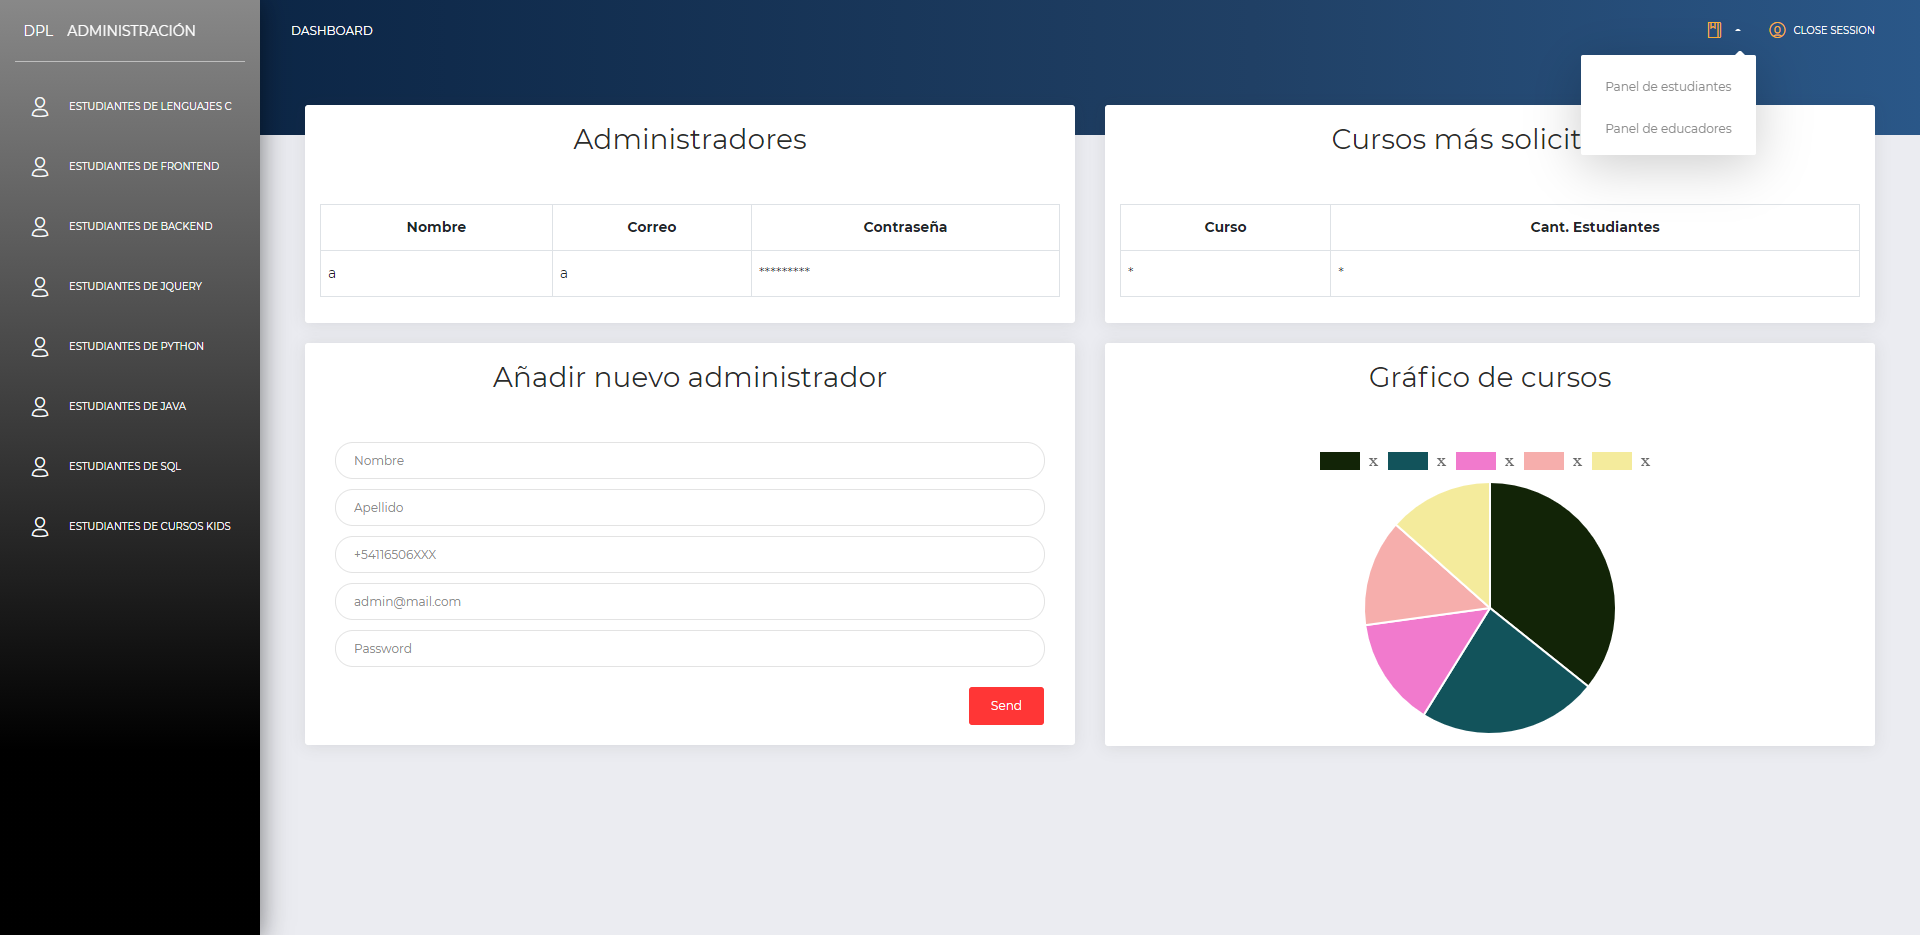 DPL ADMINISTRACIÓN
ESTUDIANTES DE LENGUAJES C
ESTUDIANTES DE FRONTEND
ESTUDIANTES DE BACKEND
ESTUDIANTES DE JQUERY
ESTUDIANTES DE PYTHON
ESTUDIANTES DE JAVA
ESTUDIANTES DE SQL
ESTUDIANTES DE CURSOS KIDS
DASHBOARD
CLOSE SESSION
Panel de estudiantes
Panel de educadores
Administradores
Nombre Correo Contraseña
a a *********
Cursos más solicit
Curso Cant. Estudiantes
* *
Añadir nuevo administrador
Nombre
Apellido
+54116506XXX
admin@mail.com
Password
Send
Gráfico de cursos
x x x x x